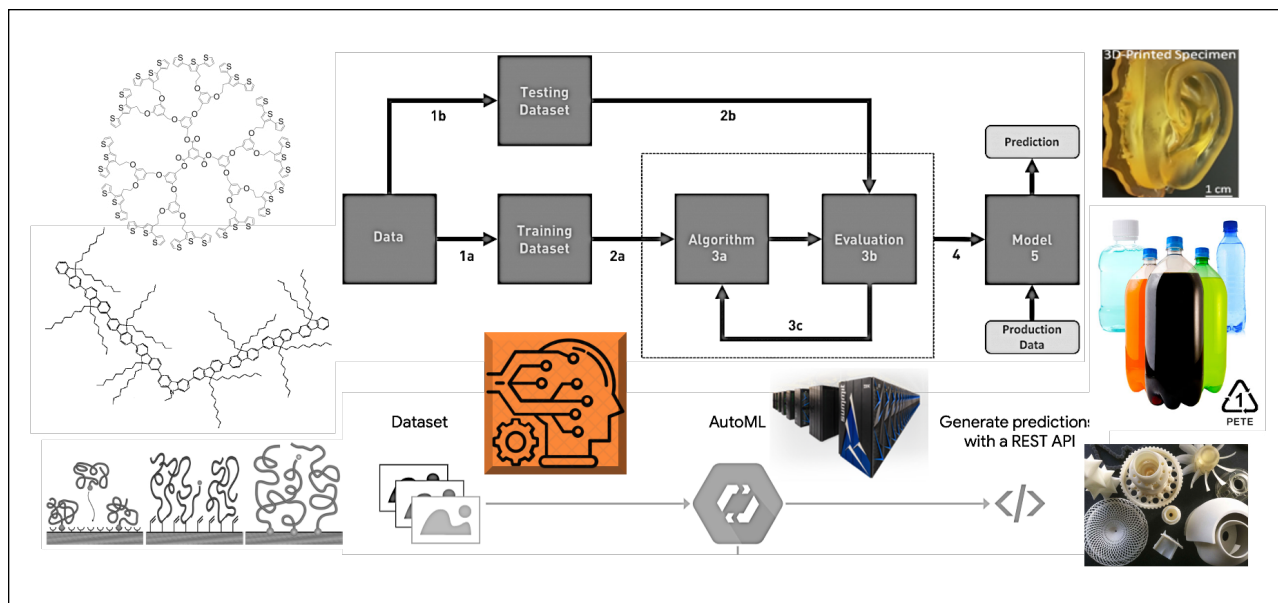 3D-Printed Specimen
1 cm
Testing
Dataset
1b
2b
Prediction
Data
1a
Training
Dataset
2a
Algorithm
3a
Evaluation
3b
4
Model
5
3c
Production
Data
1
PETE
Dataset
AutoML
Generate predictions
with a REST API